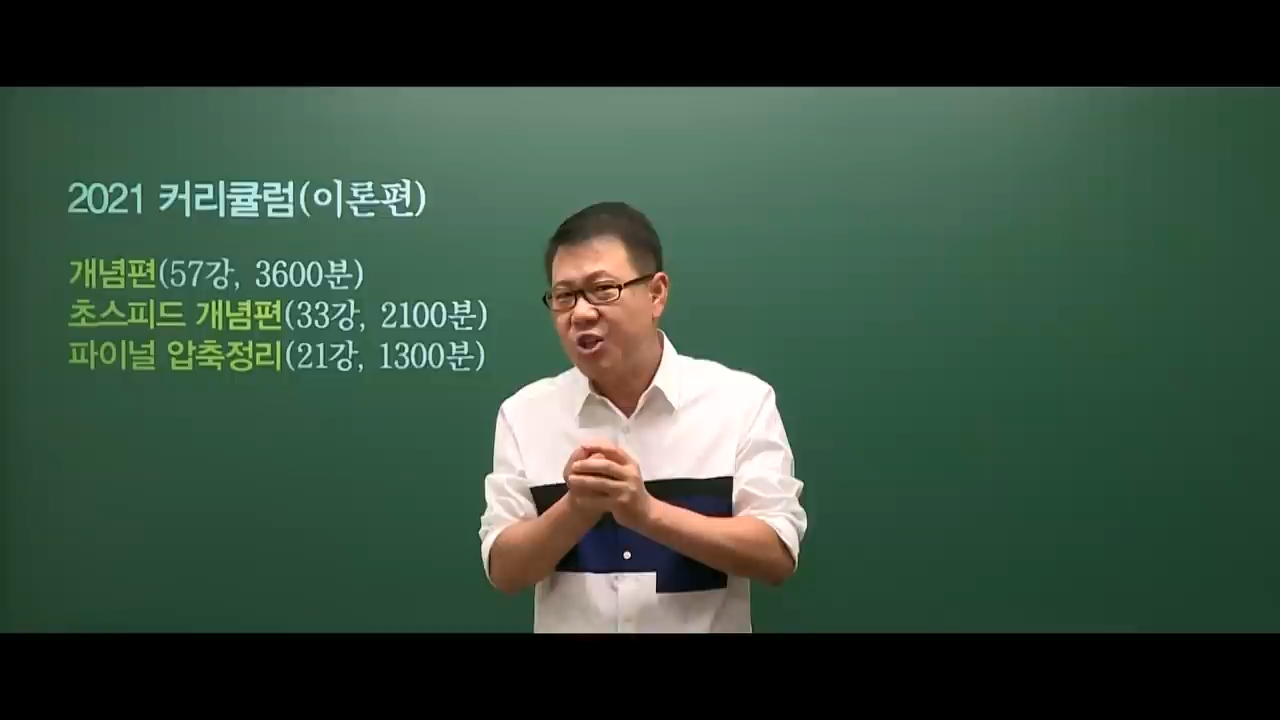 2021 커리큘럼(이론편)
개념편(57강, 3600분)
초스피드 개념편(33강, 2100분)
파이널 압축정리(21강, 1300분)